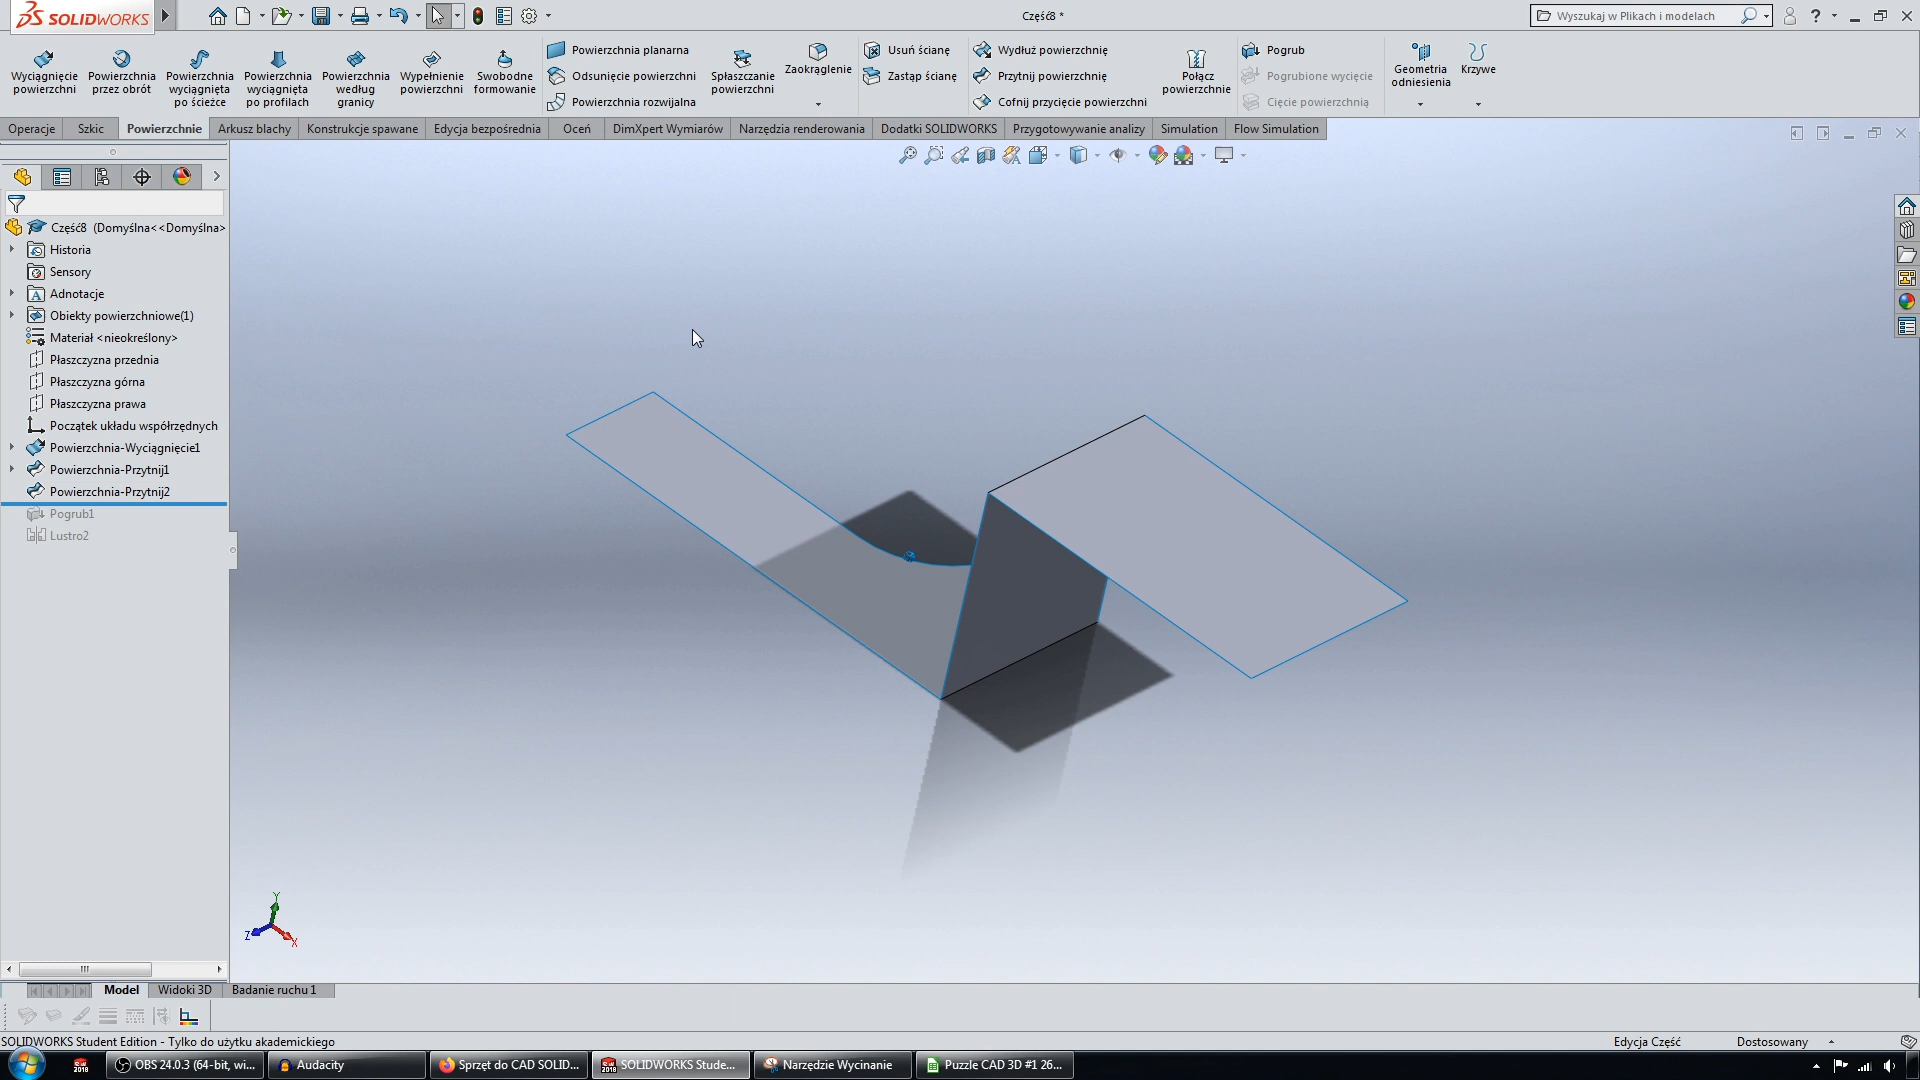 SOLIDWORKS
Część8 *
Wyszukaj w Plikach i modelach
Wyciągnięcie powierzchni
Powierzchnia przez obrót
Powierzchnia wyciągnięta po ścieżce
Powierzchnia wyciągnięta po profilach
Powierzchnia według granicy
Wypełnienie powierzchni
Swobodne formowanie
Powierzchnia planarna
Odsunięcie powierzchni
Powierzchnia rozwijalna
Spłaszczanie powierzchni
Zaokrąglenie
Usuń ścianę
Zastąp ścianę
Wydłuż powierzchnię
Przytnij powierzchnię
Cofnij przycięcie powierzchni
Połącz powierzchnie
Pogrub
Pogrubione wycięcie
Cięcie powierzchnią
Geometria odniesienia
Krzywe
Operacje
Szkic
Powierzchnie
Arkusz blachy
Konstrukcje spawane
Edycja bezpośrednia
Oceń
DimXpert Wymiarów
Narzędzia renderowania
Dodatki SOLIDWORKS
Przygotowywanie analizy
Simulation
Flow Simulation
Część8 (Domyślna<<Domyślna>
Historia
Sensory
Adnotacje
Obiekty powierzchniowe(1)
Materiał <nieokreślony>
Płaszczyzna przednia
Płaszczyzna górna
Płaszczyzna prawa
Początek układu współrzędnych
Powierzchnia-Wyciągnięcie1
Powierzchnia-Przytnij1
Powierzchnia-Przytnij2
Pogrub1
Lustro2
Y
Z
X
Model
Widoki 3D
Badanie ruchu 1
SOLIDWORKS Student Edition - Tylko do użytku akademickiego
Edycja Część
Dostosowany
OBS 24.0.3 (64-bit, wi...
Audacity
Sprzęt do CAD SOLID...
SOLIDWORKS Stude...
Narzędzie Wycinanie
Puzzle CAD 3D #1 26...